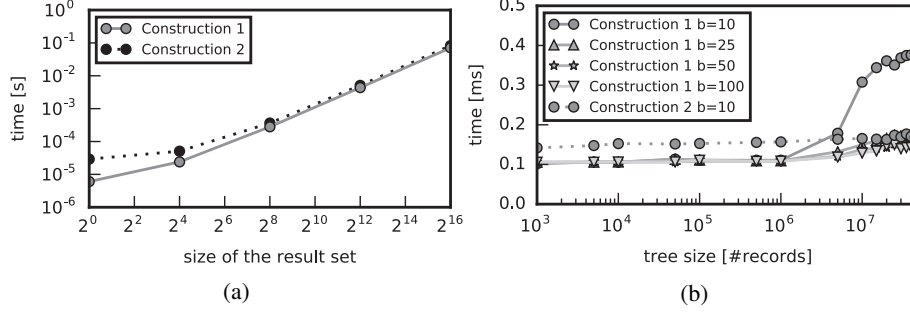 10^1
10^0
10^-1
10^-2
10^-3
10^-4
10^-5
10^-6
time [s]
Construction 1
Construction 2
2^0 2^4 2^6 2^8 2^10 2^12 2^14 2^16
size of the result set
(a)
0.5
0.4
0.3
0.2
0.1
0.0
time [ms]
Construction 1 b=10
Construction 1 b=25
Construction 1 b=50
Construction 1 b=100
Construction 2 b=10
10^3 10^4 10^5 10^6 10^7
tree size [#records]
(b)